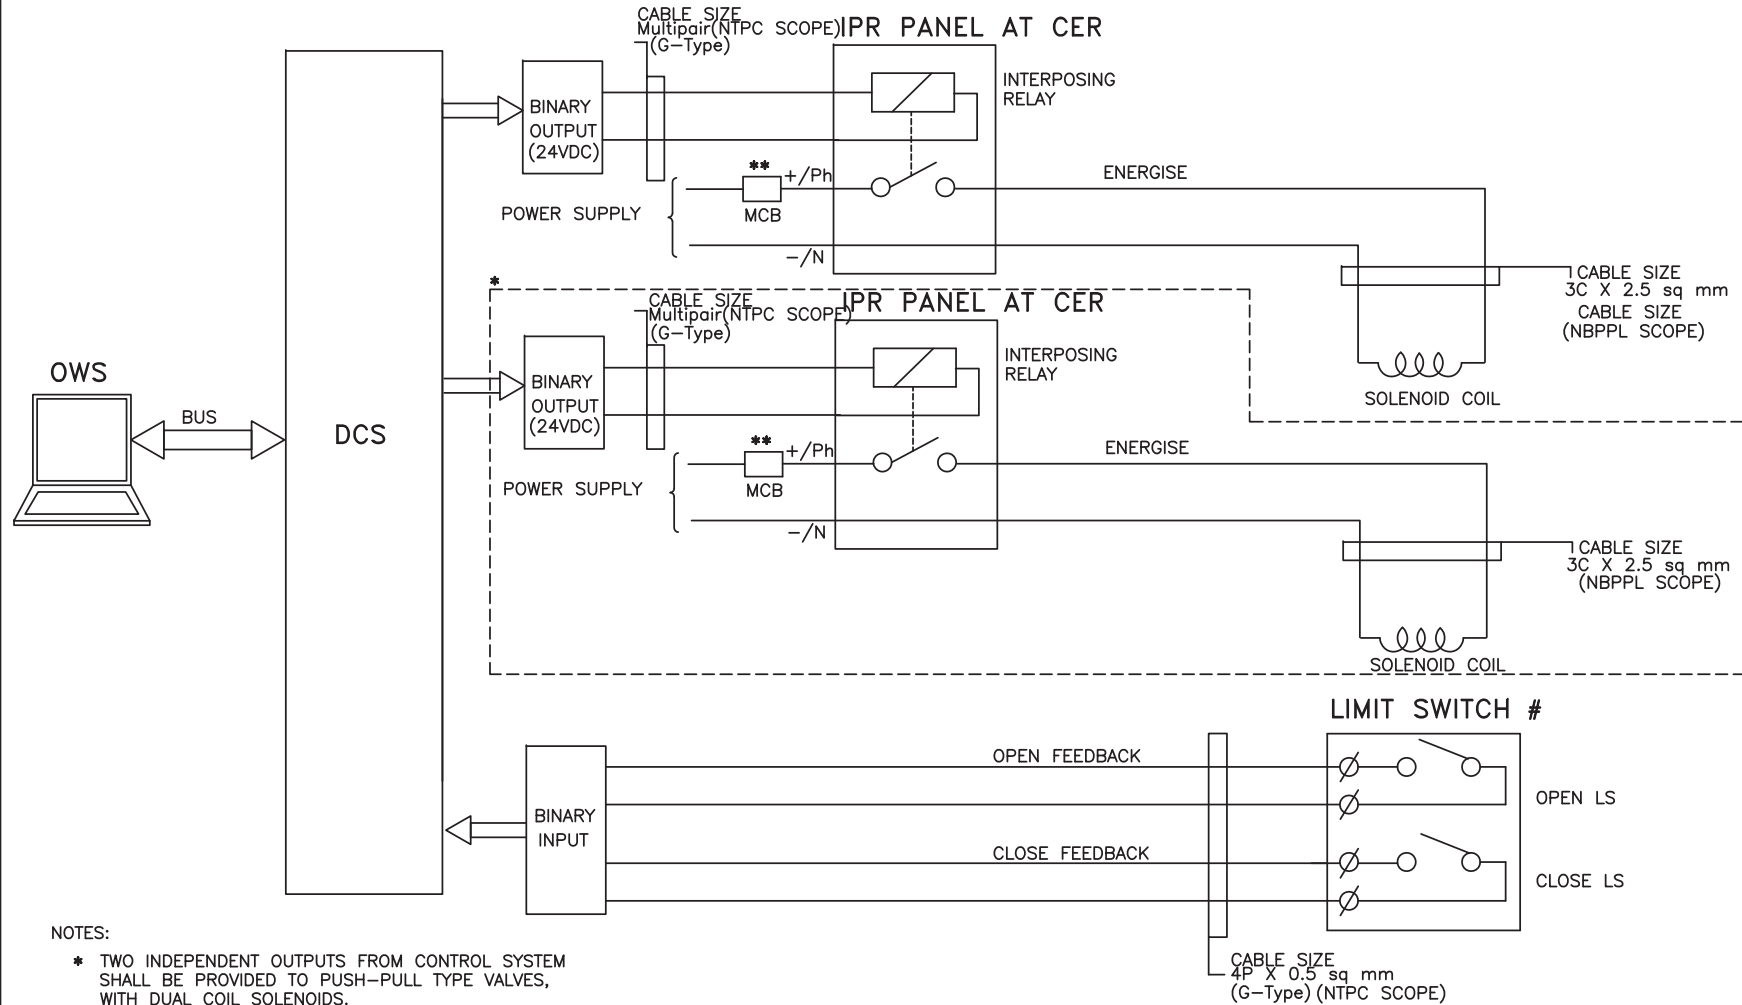 CABLE SIZE
Multipair(NTPC SCOPE)
(G-Type)
IPR PANEL AT CER
INTERPOSING
RELAY
BINARY
OUTPUT
(24VDC)
**
+/Ph
MCB
POWER SUPPLY
-/N
ENERGISE
CABLE SIZE
3C X 2.5 sq mm
CABLE SIZE
(NBPPL SCOPE)
SOLENOID COIL
*
CABLE SIZE
Multipair(NTPC SCOPE)
(G-Type)
IPR PANEL AT CER
INTERPOSING
RELAY
OWS
BUS
DCS
BINARY
OUTPUT
(24VDC)
**
+/Ph
MCB
POWER SUPPLY
-/N
ENERGISE
CABLE SIZE
3C X 2.5 sq mm
(NBPPL SCOPE)
SOLENOID COIL
LIMIT SWITCH #
OPEN FEEDBACK
OPEN LS
BINARY
INPUT
CLOSE FEEDBACK
CLOSE LS
CABLE SIZE
4P X 0.5 sq mm
(G-Type) (NTPC SCOPE)
NOTES:
* TWO INDEPENDENT OUTPUTS FROM CONTROL SYSTEM
SHALL BE PROVIDED TO PUSH-PULL TYPE VALVES,
WITH DUAL COIL SOLENOIDS.